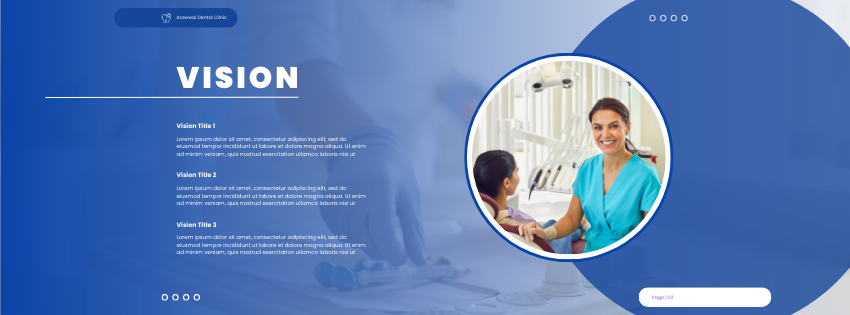 Arowwai Dental Clinic
VISION
Vision Title 1
Lorem ipsum dolor sit amet, consectetur adipiscing elit, sed do
eiusmod tempor incididunt ut labore et dolore magna aliqua. Ut enim
ad minim veniam, quis nostrud exercitation ullamco laboris nisi ut
Vision Title 2
Lorem ipsum dolor sit amet, consectetur adipiscing elit, sed do
eiusmod tempor incididunt ut labore et dolore magna aliqua. Ut enim
ad minim veniam, quis nostrud exercitation ullamco laboris nisi ut
Vision Title 3
Lorem ipsum dolor sit amet, consectetur adipiscing elit, sed do
eiusmod tempor incididunt ut labore et dolore magna aliqua. Ut enim
ad minim veniam, quis nostrud exercitation ullamco laboris nisi ut
Page | 03